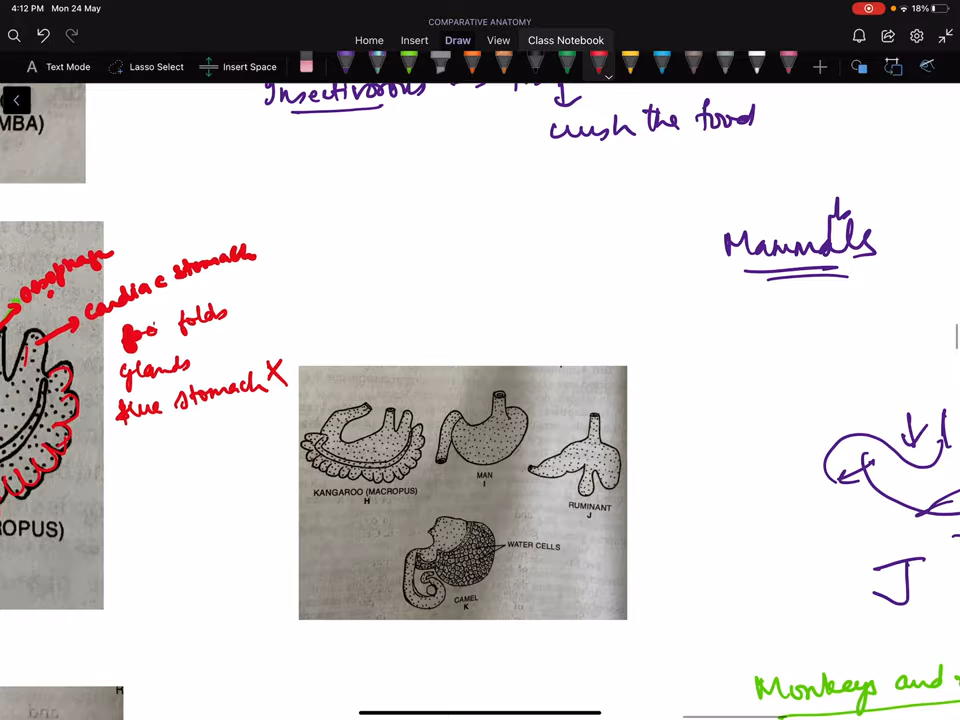 4:12 PM Mon 24 May
18%
COMPARATIVE ANATOMY
Home Insert Draw View Class Notebook
Text Mode Lasso Select Insert Space
Insectivorous
crush the food
MBA)
Mammals
cardiac stomach
folds
glands
true stomach X
KANGAROO (MACROPUS)
H
MAN
I
RUMINANT
J
WATER CELLS
CAMEL
K
ROPUS)
J
Monkeys and